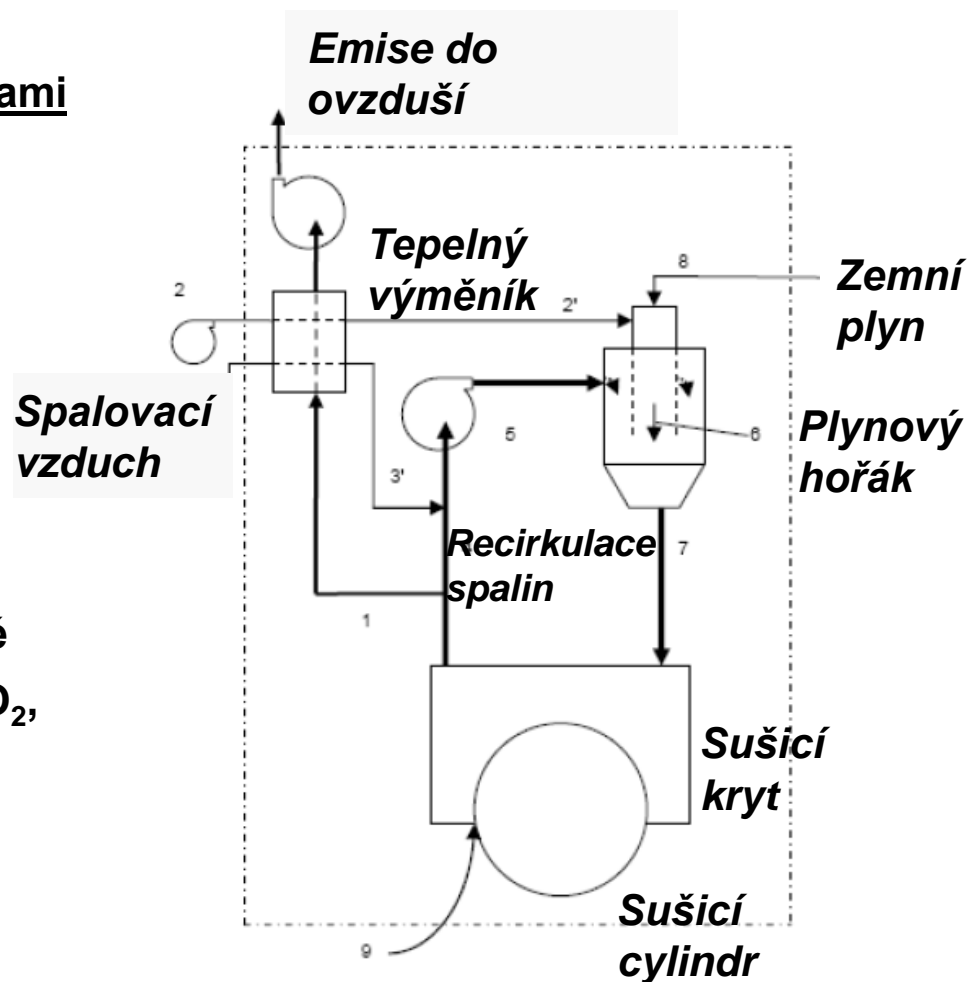 Emise do
ovzduší
ami
Tepelný
výměník
8
Zemní
plyn
2
2'
Spalovací
vzduch
5
6
Plynový
hořák
3'
Recirkulace
spalin
7
1
é
O₂,
Sušicí
kryt
Sušicí
cylindr
9